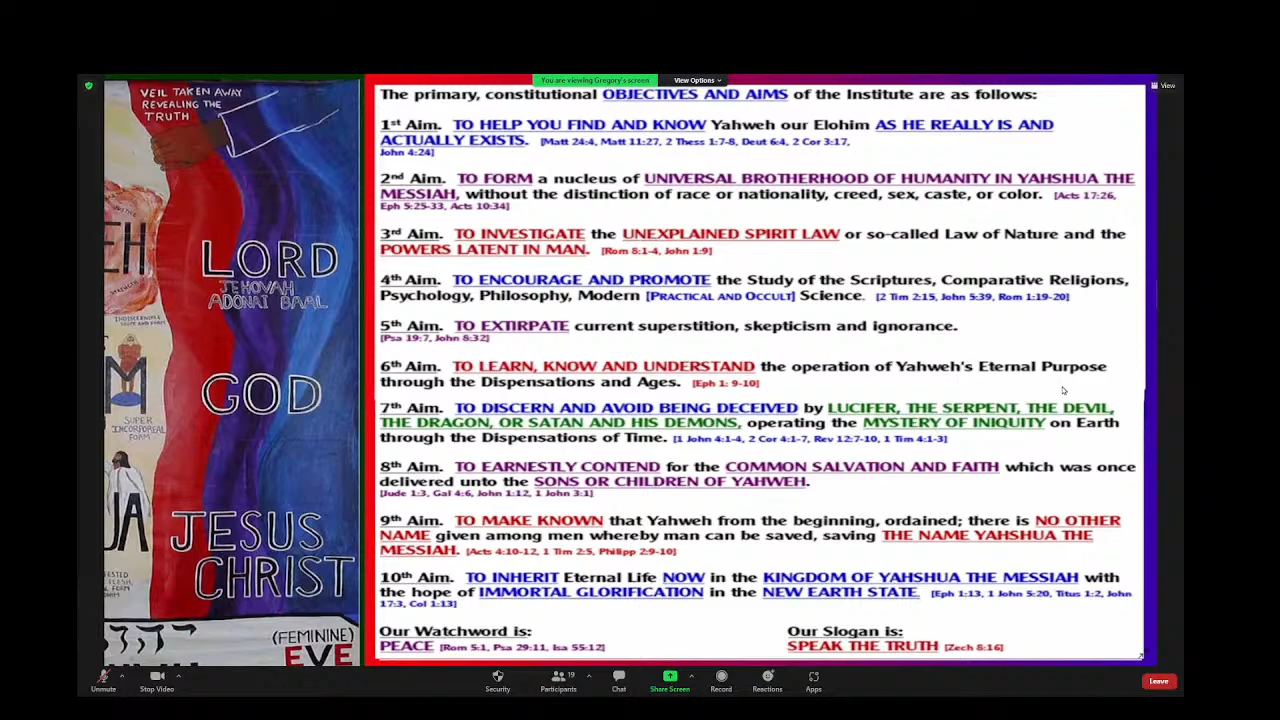 You are viewing Gregory's screen
View Options
View
VEIL TAKEN AWAY
REVEALING THE
TRUTH
EH
LORD
JEHOVAH
ADONAI BAAL
M
GOD
SUPER
INCORPOREAL
FORM
UA
JESUS
CHRIST
(FEMININE)
EVE
The primary, constitutional OBJECTIVES AND AIMS of the Institute are as follows:
1st Aim. TO HELP YOU FIND AND KNOW Yahweh our Elohim AS HE REALLY IS AND
ACTUALLY EXISTS. [Matt 24:4, Matt 11:27, 2 Thess 1:7-8, Deut 6:4, 2 Cor 3:17,
John 4:24]
2nd Aim. TO FORM a nucleus of UNIVERSAL BROTHERHOOD OF HUMANITY IN YAHSHUA THE
MESSIAH, without the distinction of race or nationality, creed, sex, caste, or color. [Acts 17:26,
Eph 5:25-33, Acts 10:34]
3rd Aim. TO INVESTIGATE the UNEXPLAINED SPIRIT LAW or so-called Law of Nature and the
POWERS LATENT IN MAN. [Rom 8:1-4, John 1:9]
4th Aim. TO ENCOURAGE AND PROMOTE the Study of the Scriptures, Comparative Religions,
Psychology, Philosophy, Modern [PRACTICAL AND OCCULT] Science. [2 Tim 2:15, John 5:39, Rom 1:19-20]
5th Aim. TO EXTIRPATE current superstition, skepticism and ignorance.
[Psa 19:7, John 8:32]
6th Aim. TO LEARN, KNOW AND UNDERSTAND the operation of Yahweh's Eternal Purpose
through the Dispensations and Ages. [Eph 1: 9-10]
7th Aim. TO DISCERN AND AVOID BEING DECEIVED by LUCIFER, THE SERPENT, THE DEVIL,
THE DRAGON, OR SATAN AND HIS DEMONS, operating the MYSTERY OF INIQUITY on Earth
through the Dispensations of Time. [1 John 4:1-4, 2 Cor 4:1-7, Rev 12:7-10, 1 Tim 4:1-3]
8th Aim. TO EARNESTLY CONTEND for the COMMON SALVATION AND FAITH which was once
delivered unto the SONS OR CHILDREN OF YAHWEH.
[Jude 1:3, Gal 4:6, John 1:12, 1 John 3:1]
9th Aim. TO MAKE KNOWN that Yahweh from the beginning, ordained; there is NO OTHER
NAME given among men whereby man can be saved, saving THE NAME YAHSHUA THE
MESSIAH. [Acts 4:10-12, 1 Tim 2:5, Philipp 2:9-10]
10th Aim. TO INHERIT Eternal Life NOW in the KINGDOM OF YAHSHUA THE MESSIAH with
the hope of IMMORTAL GLORIFICATION in the NEW EARTH STATE. [Eph 1:13, 1 John 5:20, Titus 1:2, John
17:3, Col 1:13]
Our Watchword is:
PEACE [Rom 5:1, Psa 29:11, Isa 55:12]
Our Slogan is:
SPEAK THE TRUTH [Zech 8:16]
Unmute
Stop Video
Security
Participants 19
Chat
Share Screen
Record
Reactions
Apps
Leave